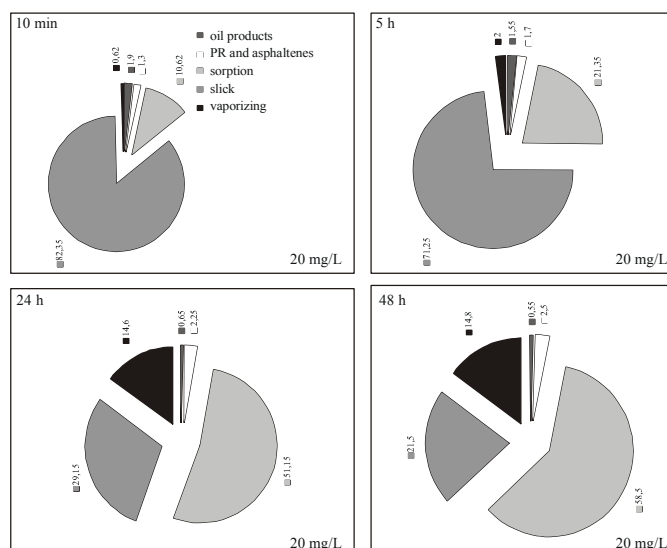 10 min
oil products
PR and asphaltenes
sorption
slick
vaporizing
0,62
1,9
1,3
10,62
82,35
20 mg/L
5 h
2
1,55
1,7
21,35
71,25
20 mg/L
24 h
14,6
0,65
2,25
29,15
51,15
20 mg/L
48 h
14,8
0,55
2,5
21,5
58,5
20 mg/L